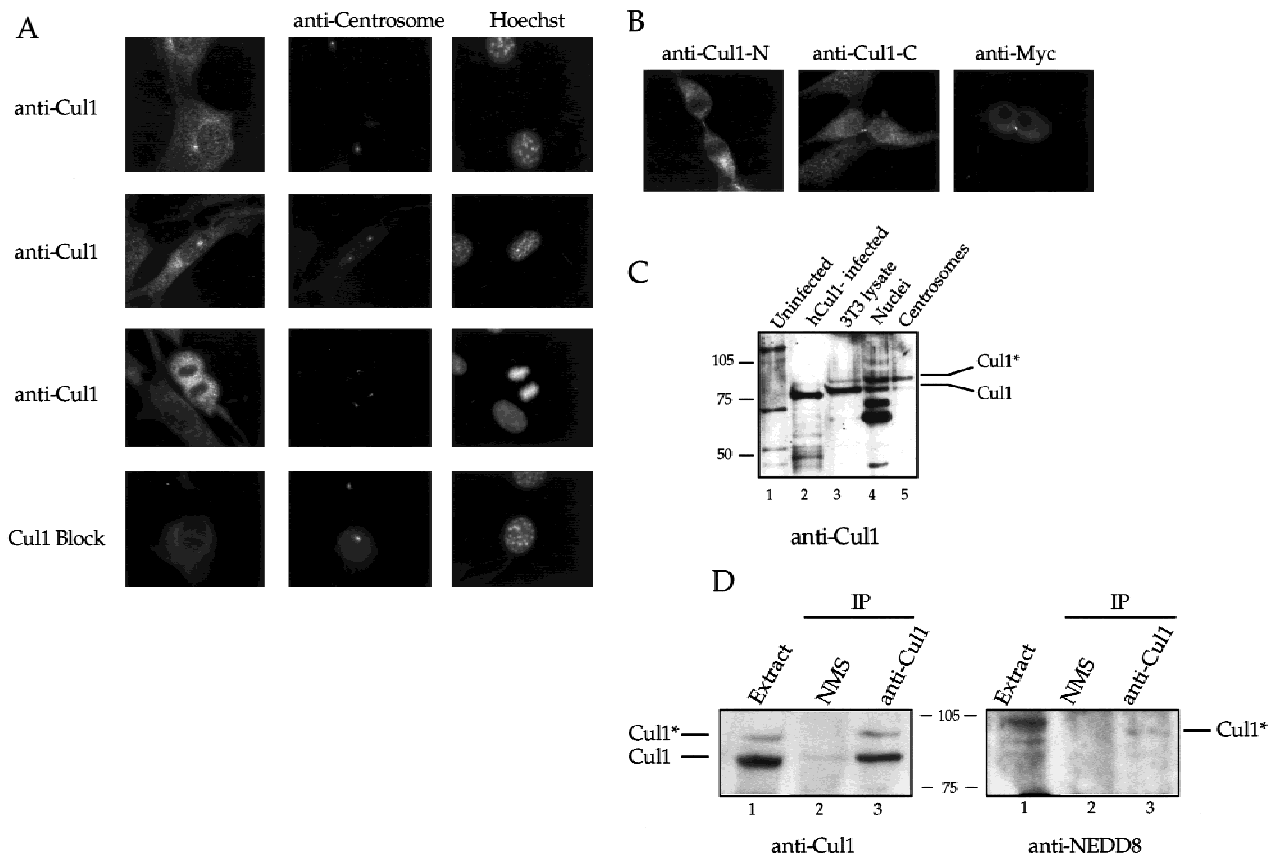 A
anti-Centrosome
Hoechst
anti-Cul1
anti-Cul1
anti-Cul1
Cul1 Block
B
anti-Cul1-N
anti-Cul1-C
anti-Myc
C
Uninfected
hCul1- infected
3T3 lysate
Nuclei
Centrosomes
105
75
50
Cul1*
Cul1
1 2 3 4 5
anti-Cul1
D
IP
IP
Extract
NMS
anti-Cul1
Extract
NMS
anti-Cul1
Cul1*
Cul1
105
75
Cul1*
1 2 3
1 2 3
anti-Cul1
anti-NEDD8